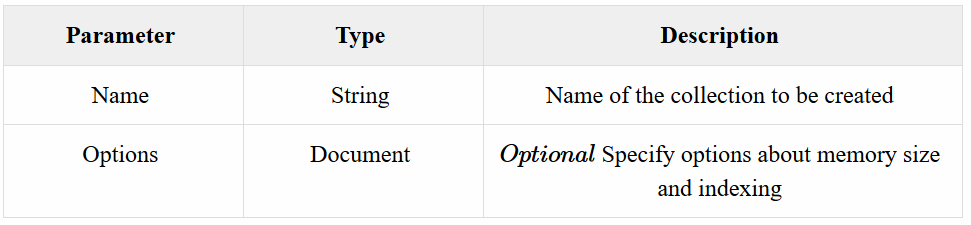 Parameter Type Description
Name String Name of the collection to be created
Options Document Optional Specify options about memory size
and indexing